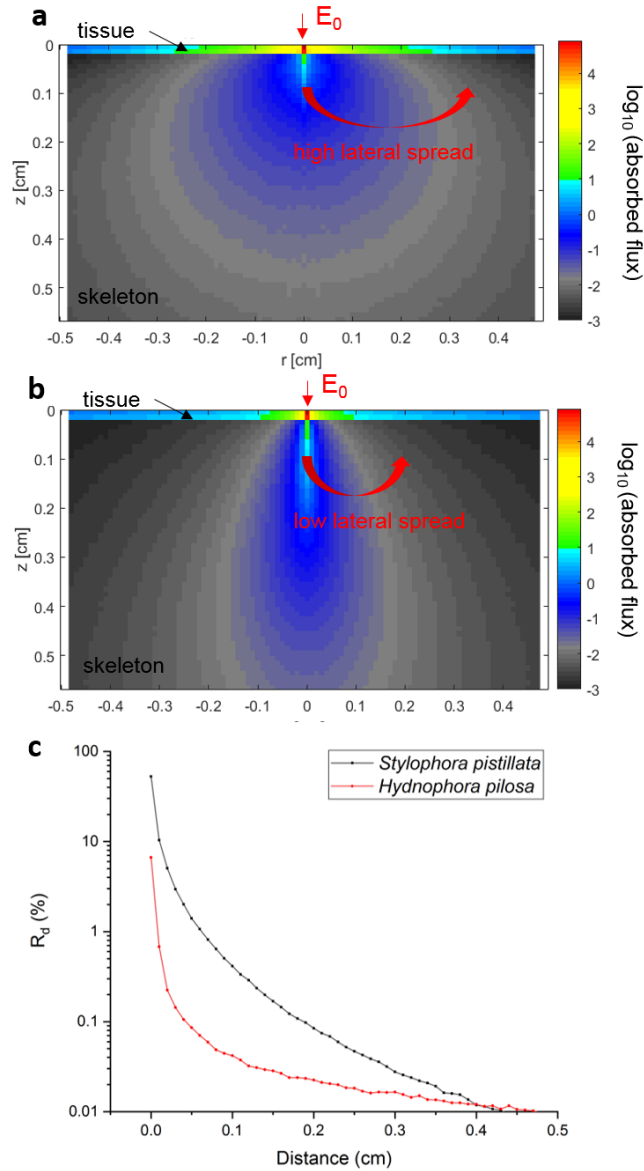 a
E₀
tissue
0
0.1
0.2
0.3
0.4
0.5
z [cm]
high lateral spread
skeleton
-0.5 -0.4 -0.3 -0.2 -0.1 0 0.1 0.2 0.3 0.4 0.5
r [cm]
4
3
2
1
0
-1
-2
-3
log₁₀ (absorbed flux)
b
E₀
tissue
0
0.1
0.2
0.3
0.4
0.5
z [cm]
low lateral spread
skeleton
-0.5 -0.4 -0.3 -0.2 -0.1 0 0.1 0.2 0.3 0.4 0.5
4
3
2
1
0
-1
-2
-3
log₁₀ (absorbed flux)
c
100
10
1
0.1
0.01
R_d (%)
Stylophora pistillata
Hydnophora pilosa
0.0 0.1 0.2 0.3 0.4 0.5
Distance (cm)